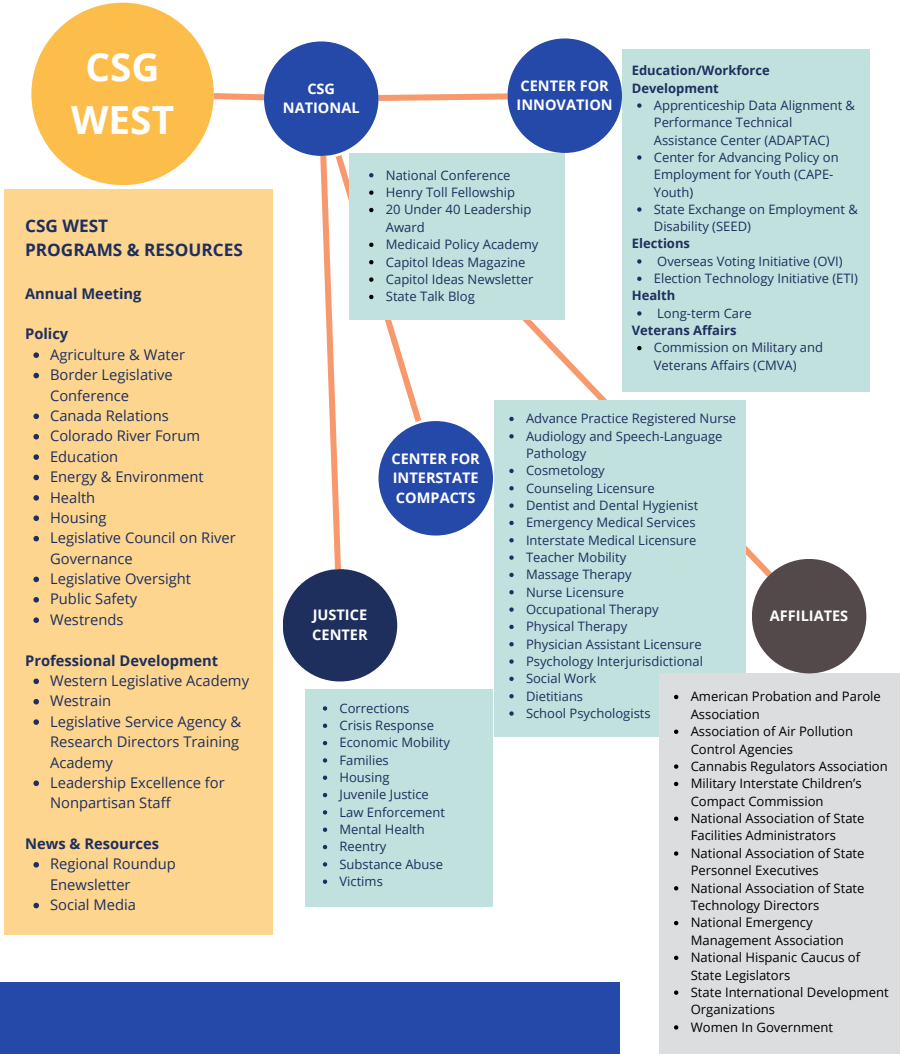 CSG
WEST
CSG
NATIONAL
CENTER FOR
INNOVATION
Education/Workforce
Development
• Apprenticeship Data Alignment &
Performance Technical
Assistance Center (ADAPTAC)
• Center for Advancing Policy on
Employment for Youth (CAPE-
Youth)
• State Exchange on Employment &
Disability (SEED)
Elections
• Overseas Voting Initiative (OVI)
• Election Technology Initiative (ETI)
Health
• Long-term Care
Veterans Affairs
• Commission on Military and
Veterans Affairs (CMVA)
• National Conference
• Henry Toll Fellowship
• 20 Under 40 Leadership
Award
• Medicaid Policy Academy
• Capitol Ideas Magazine
• Capitol Ideas Newsletter
• State Talk Blog
CSG WEST
PROGRAMS & RESOURCES
Annual Meeting
Policy
• Agriculture & Water
• Border Legislative
Conference
• Canada Relations
• Colorado River Forum
• Education
• Energy & Environment
• Health
• Housing
• Legislative Council on River
Governance
• Legislative Oversight
• Public Safety
• Westrends
Professional Development
• Western Legislative Academy
• Westrain
• Legislative Service Agency &
Research Directors Training
Academy
• Leadership Excellence for
Nonpartisan Staff
News & Resources
• Regional Roundup
Enewsletter
• Social Media
CENTER FOR
INTERSTATE
COMPACTS
• Advance Practice Registered Nurse
• Audiology and Speech-Language
Pathology
• Cosmetology
• Counseling Licensure
• Dentist and Dental Hygienist
• Emergency Medical Services
• Interstate Medical Licensure
• Teacher Mobility
• Massage Therapy
• Nurse Licensure
• Occupational Therapy
• Physical Therapy
• Physician Assistant Licensure
• Psychology Interjurisdictional
• Social Work
• Dietitians
• School Psychologists
JUSTICE
CENTER
• Corrections
• Crisis Response
• Economic Mobility
• Families
• Housing
• Juvenile Justice
• Law Enforcement
• Mental Health
• Reentry
• Substance Abuse
• Victims
AFFILIATES
• American Probation and Parole
Association
• Association of Air Pollution
Control Agencies
• Cannabis Regulators Association
• Military Interstate Children's
Compact Commission
• National Association of State
Facilities Administrators
• National Association of State
Personnel Executives
• National Association of State
Technology Directors
• National Emergency
Management Association
• National Hispanic Caucus of
State Legislators
• State International Development
Organizations
• Women In Government